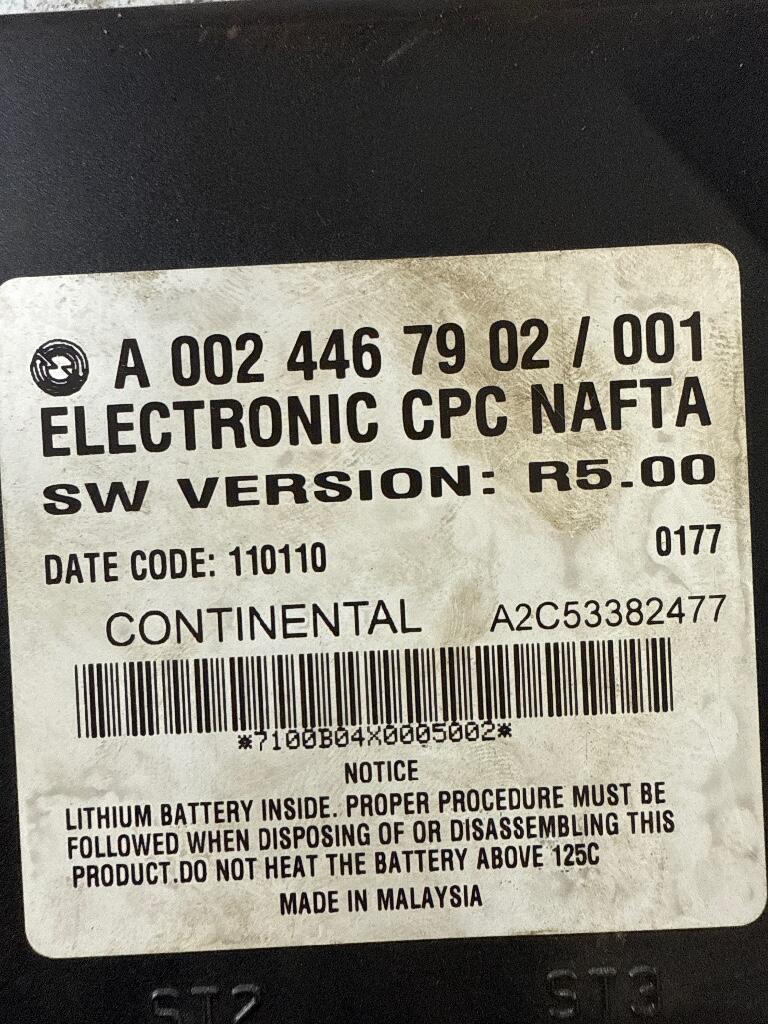 A 002 446 79 02 / 001
ELECTRONIC CPC NAFTA
SW VERSION: R5.00
DATE CODE: 110110 0177
CONTINENTAL A2C53382477
*7100B04X0005002*
NOTICE
LITHIUM BATTERY INSIDE. PROPER PROCEDURE MUST BE
FOLLOWED WHEN DISPOSING OF OR DISASSEMBLING THIS
PRODUCT.DO NOT HEAT THE BATTERY ABOVE 125C
MADE IN MALAYSIA
ST2 ST3